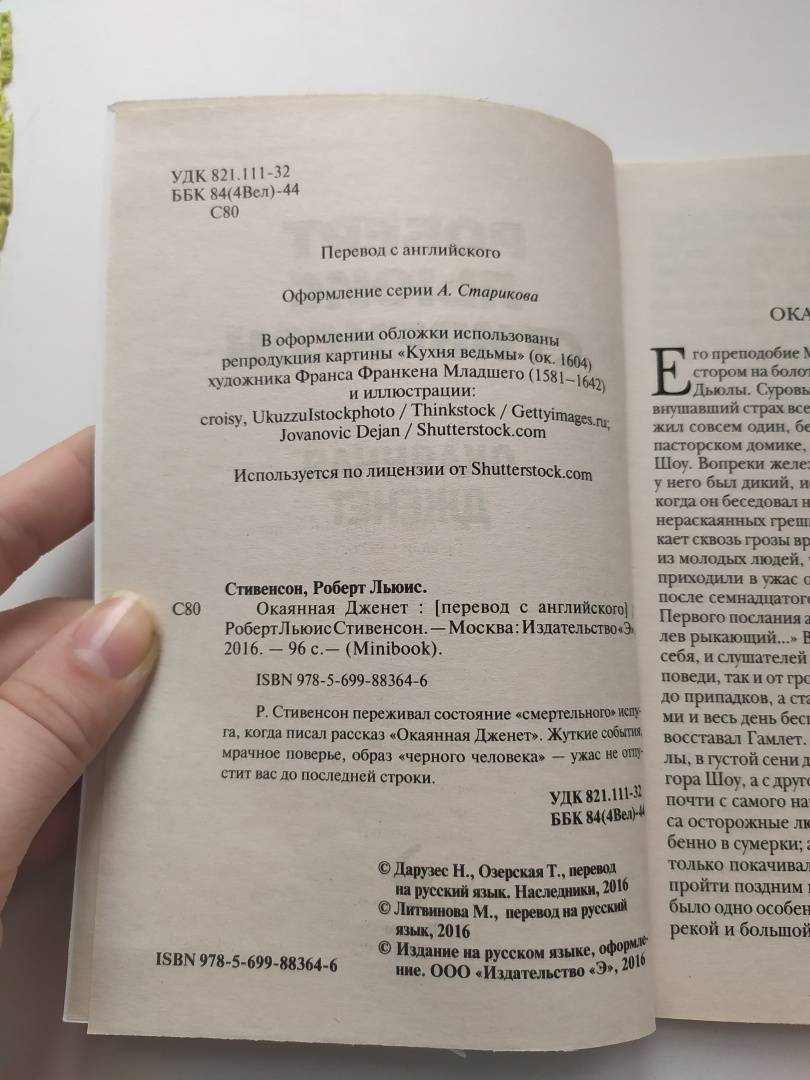 УДК 821.111-32
ББК 84(4Вел)-44
С80
Перевод с английского
Оформление серии А. Старикова
В оформлении обложки использованы
репродукция картины «Кухня ведьмы» (ок. 1604)
художника Франса Франкена Младшего (1581–1642)
и иллюстрации:
croisy, UkuzzuIstockphoto / Thinkstock / Gettyimages.ru;
Jovanovic Dejan / Shutterstock.com
Используется по лицензии от Shutterstock.com
Стивенсон, Роберт Льюис.
С80 Окаянная Дженет : [перевод с английского]
Роберт Льюис Стивенсон. — Москва : Издательство «Э»
2016. — 96 с.— (Minibook).
ISBN 978-5-699-88364-6
Р. Стивенсон переживал состояние «смертельного» испу-
га, когда писал рассказ «Окаянная Дженет». Жуткие события,
мрачное поверье, образ «черного человека» — ужас не отпу-
стит вас до последней строки.
УДК 821.111-32
ББК 84(4Вел)-44
© Дарузес Н., Озерская Т., перевод
на русский язык. Наследники, 2016
© Литвинова М., перевод на русский
язык, 2016
© Издание на русском языке, оформле-
ние. ООО «Издательство «Э», 2016
ISBN 978-5-699-88364-6
ОКА
Его преподобие М
стором на болот
Дьюлы. Суровы
внушавший страх все
жил совсем один, бе
пасторском домике,
Шоу. Вопреки желе
у него был дикий, ис
когда он беседовал н
нераскаянных греши
кает сквозь грозы вр
из молодых людей,
приходили в ужас о
после семнадцатого
Первого послания а
лев рыкающий...» В
себя, и слушателей
поведи, так и от гро
до припадков, а ста
ми и весь день бесп
восставал Гамлет.
лы, в густой сени д
гора Шоу, а с друго
почти с самого на
са осторожные лю
бенно в сумерки; а
только покачивал
пройти поздним
было одно особен
рекой и большой